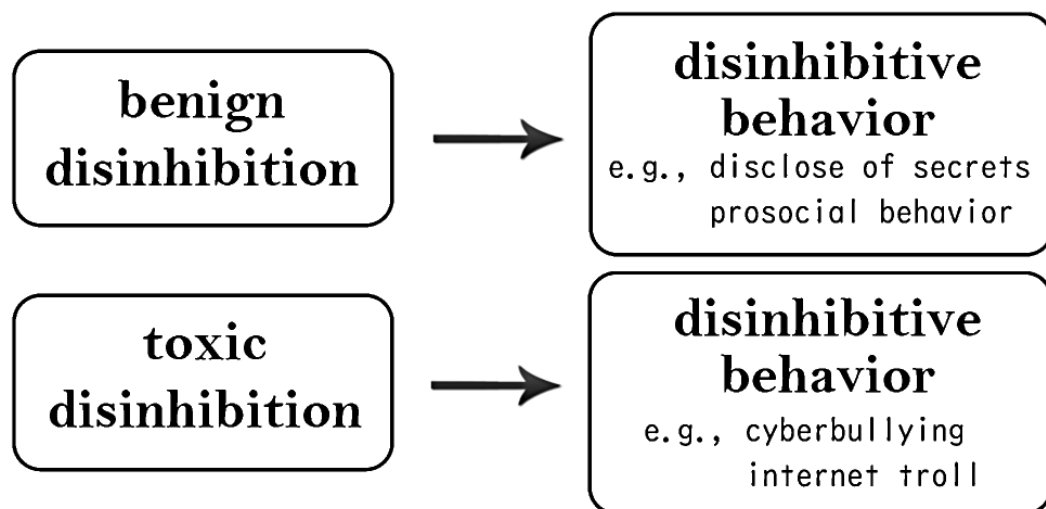 benign
disinhibition
disinhibitive
behavior
e.g., disclose of secrets
prosocial behavior
toxic
disinhibition
disinhibitive
behavior
e.g., cyberbullying
internet troll